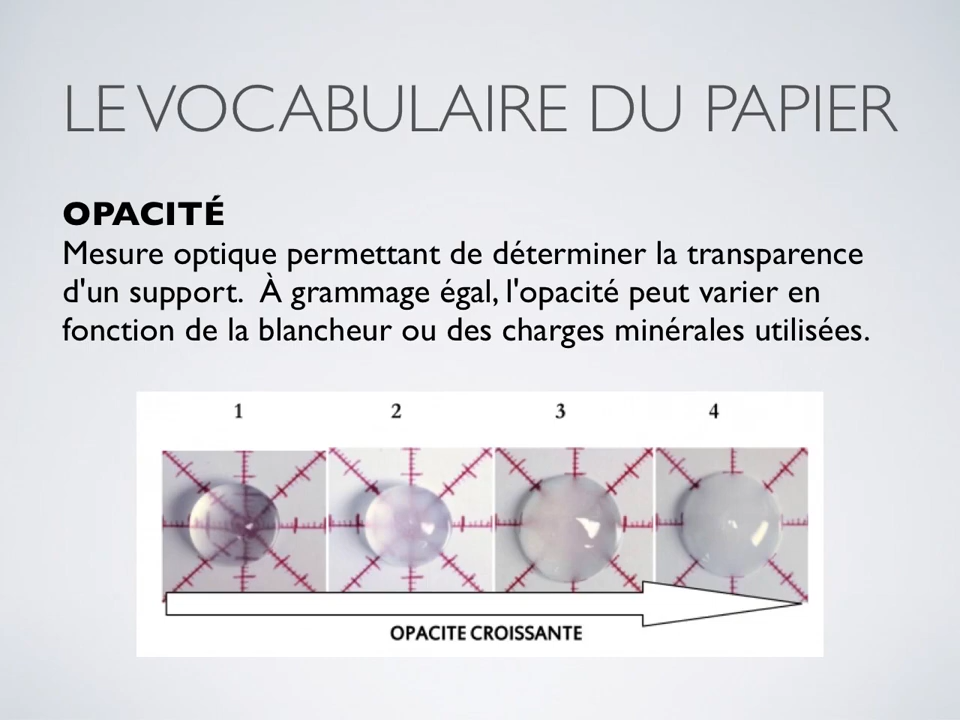 LE VOCABULAIRE DU PAPIER
OPACITÉ
Mesure optique permettant de déterminer la transparence
d'un support.  À grammage égal, l'opacité peut varier en
fonction de la blancheur ou des charges minérales utilisées.
1 2 3 4
OPACITE CROISSANTE